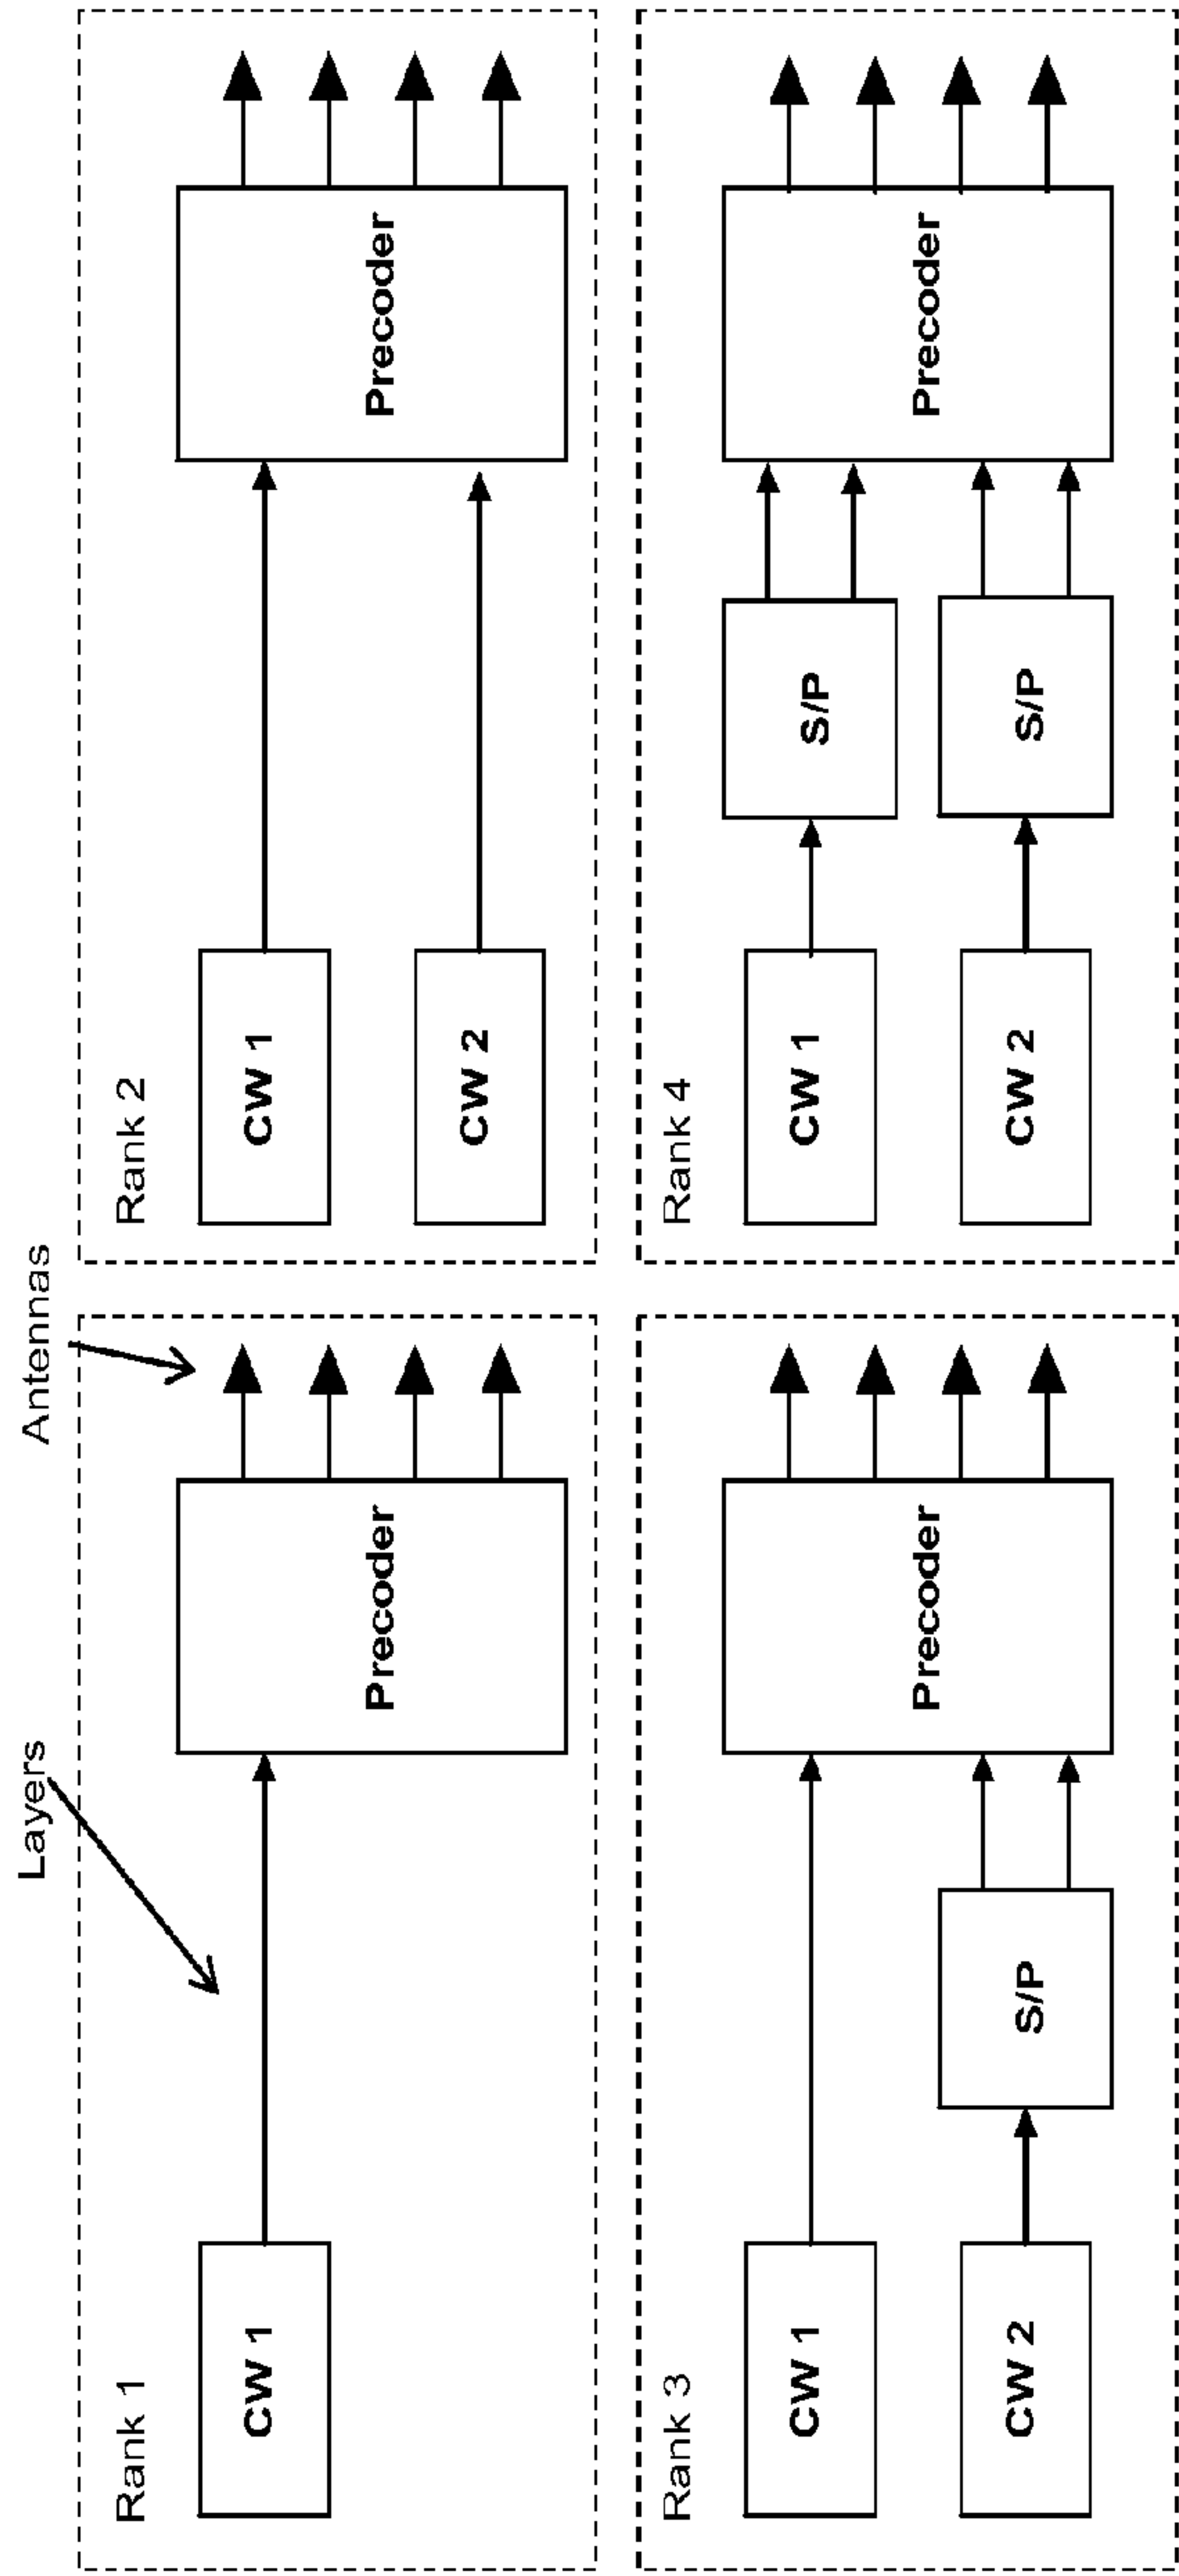 Layers
Antennas
Rank 1
CW 1
Precoder
Rank 2
CW 1
CW 2
Precoder
Rank 3
CW 1
CW 2
S/P
Precoder
Rank 4
CW 1
CW 2
S/P
S/P
Precoder